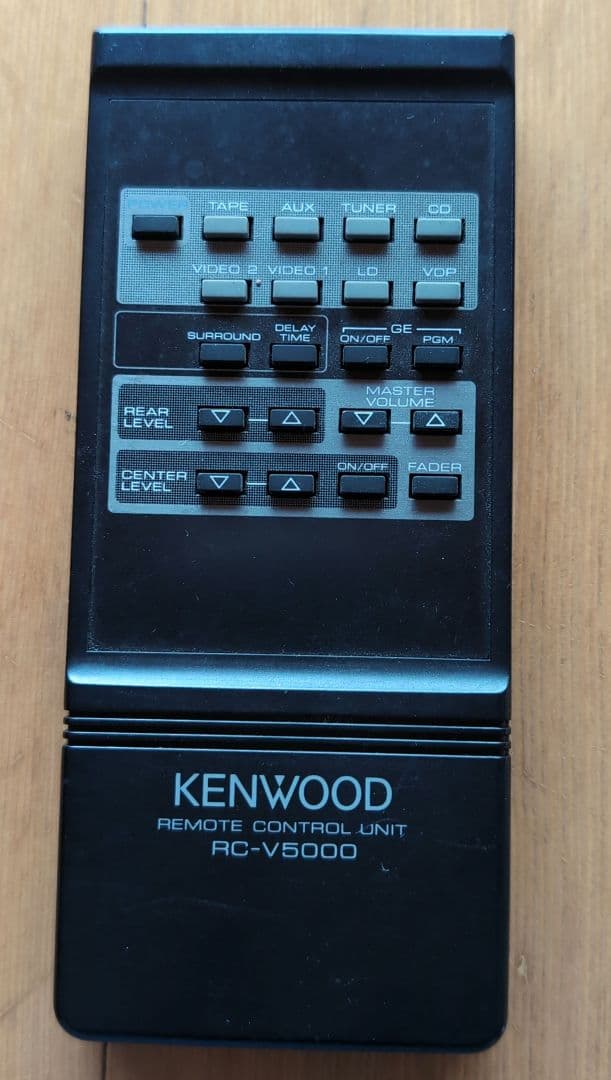 POWER TAPE AUX TUNER CD
VIDEO 2 VIDEO 1 LD VDP
GE
SURROUND DELAY TIME ON/OFF PGM
MASTER VOLUME
REAR LEVEL
ON/OFF FADER
CENTER LEVEL
KENWOOD
REMOTE CONTROL UNIT
RC-V5000